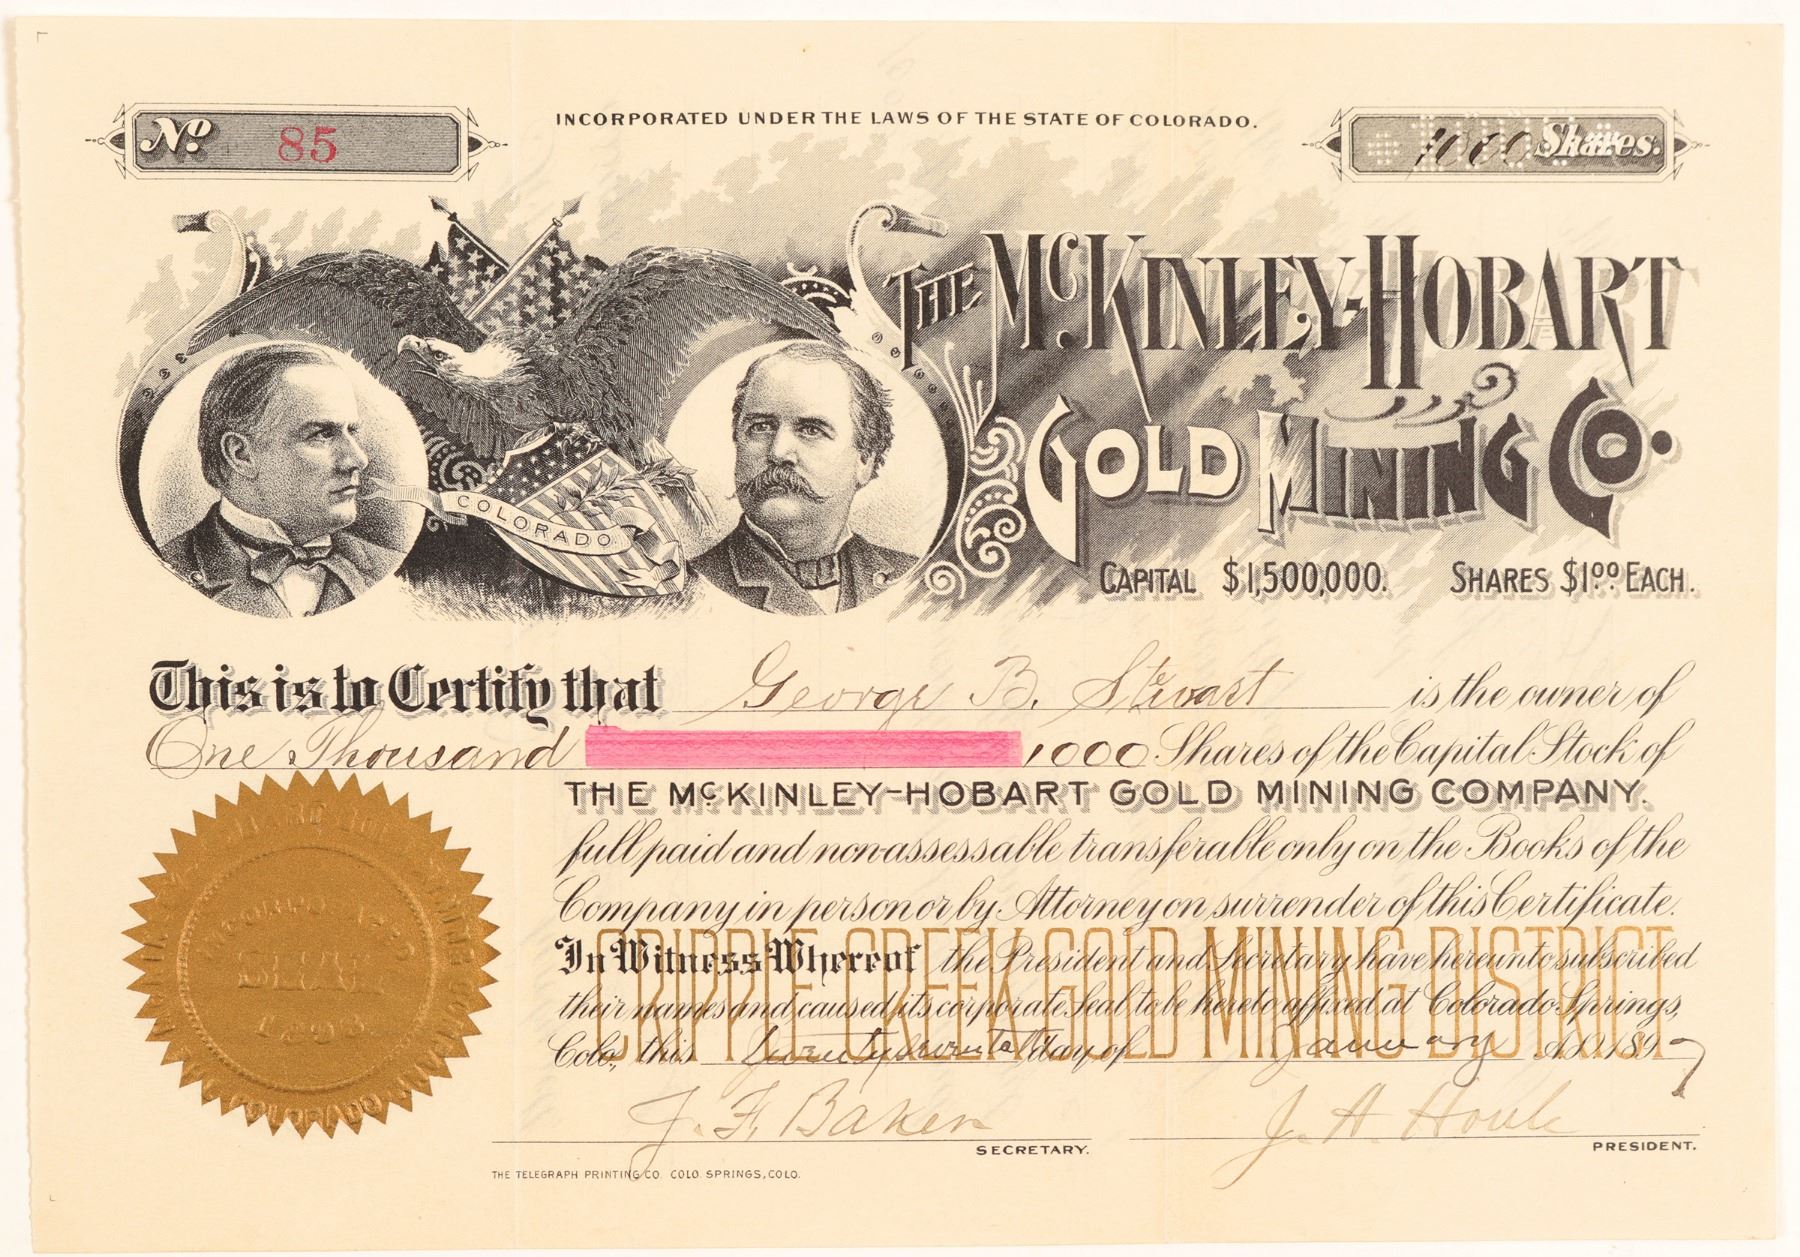 INCORPORATED UNDER THE LAWS OF THE STATE OF COLORADO.
No. 85
1000 Shares.
THE McKINLEY-HOBART
GOLD MINING CO.
COLORADO
CAPITAL $1,500,000. SHARES $1.00 EACH.
This is to Certify that George B. Stewart is the owner of
One Thousand 1000 Shares of the Capital Stock of
THE McKINLEY-HOBART GOLD MINING COMPANY.
full paid and non-assessable transferable only on the Books of the
Company in person or by Attorney on surrender of this Certificate.
CRIPPLE CREEK GOLD MINING DISTRICT
In Witness Whereof the President and Secretary have hereunto subscribed
their names and caused its corporate Seal to be hereto affixed at Colorado Springs,
Colo., this twentyseventh day of January A.D. 1897
INCORPORATED
SEAL
1896
COLORADO
J. F. Baker
SECRETARY.
J. H.
PRESIDENT.
THE TELEGRAPH PRINTING CO. COLO. SPRINGS, COLO.